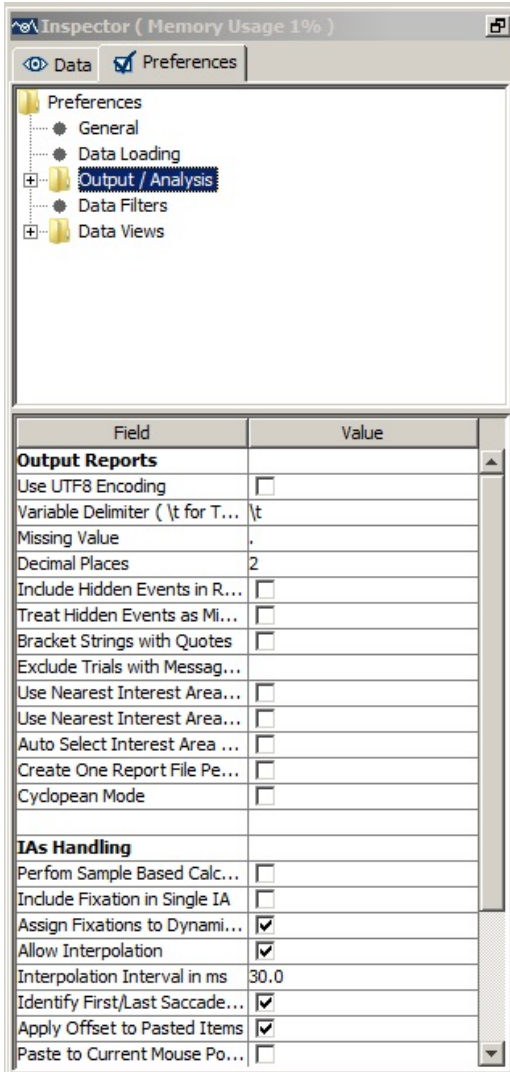 Inspector ( Memory Usage 1% )
Data Preferences
Preferences
General
Data Loading
Output / Analysis
Data Filters
Data Views
Field Value
Output Reports
Use UTF8 Encoding
Variable Delimiter ( \t for T... \t
Missing Value .
Decimal Places 2
Include Hidden Events in R...
Treat Hidden Events as Mi...
Bracket Strings with Quotes
Exclude Trials with Messag...
Use Nearest Interest Area...
Use Nearest Interest Area...
Auto Select Interest Area ...
Create One Report File Pe...
Cyclopean Mode
IAs Handling
Perfom Sample Based Calc...
Include Fixation in Single IA
Assign Fixations to Dynami...
Allow Interpolation
Interpolation Interval in ms 30.0
Identify First/Last Saccade...
Apply Offset to Pasted Items
Paste to Current Mouse Po...